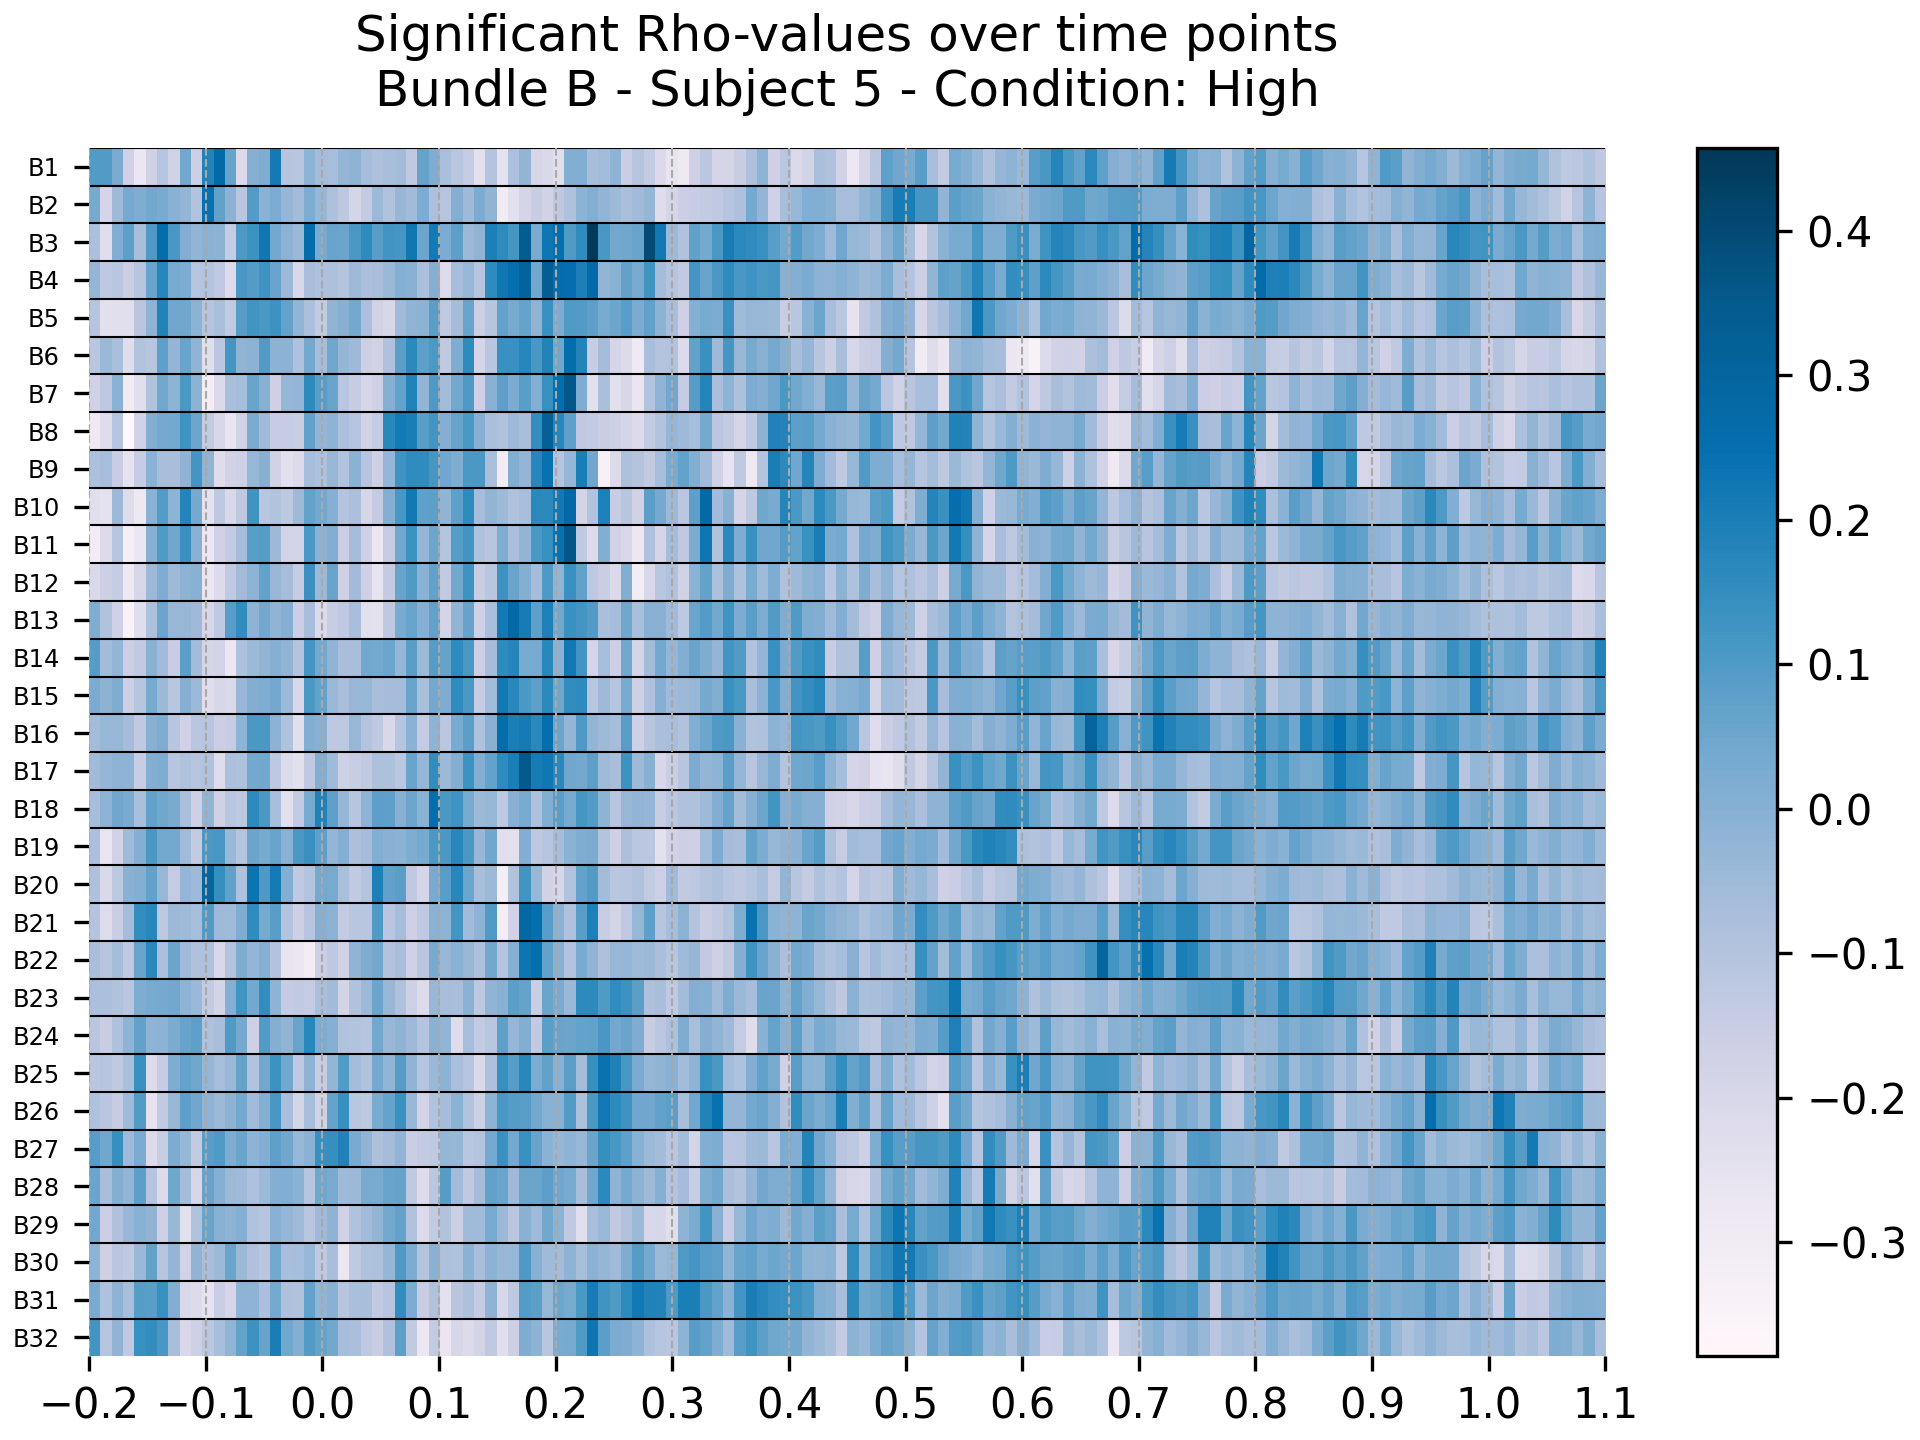 Significant Rho-values over time points
Bundle B - Subject 5 - Condition: High
B1
B2
B3
B4
B5
B6
B7
B8
B9
B10
B11
B12
B13
B14
B15
B16
B17
B18
B19
B20
B21
B22
B23
B24
B25
B26
B27
B28
B29
B30
B31
B32
−0.2 −0.1 0.0 0.1 0.2 0.3 0.4 0.5 0.6 0.7 0.8 0.9 1.0 1.1
0.4
0.3
0.2
0.1
0.0
−0.1
−0.2
−0.3